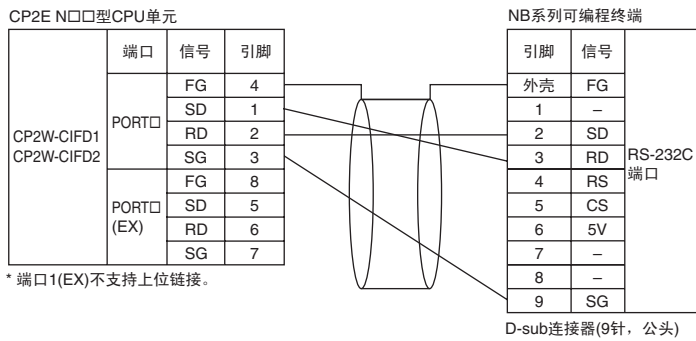 CP2E N□□型CPU单元
NB系列可编程终端
端口 信号 引脚
CP2W-CIFD1
CP2W-CIFD2
PORT□
FG 4
SD 1
RD 2
SG 3
PORT□
(EX)
FG 8
SD 5
RD 6
SG 7
* 端口1(EX)不支持上位链接。
引脚 信号
外壳 FG
1 –
2 SD
3 RD
4 RS
5 CS
6 5V
7 –
8 –
9 SG
RS-232C
端口
D-sub连接器(9针，公头)